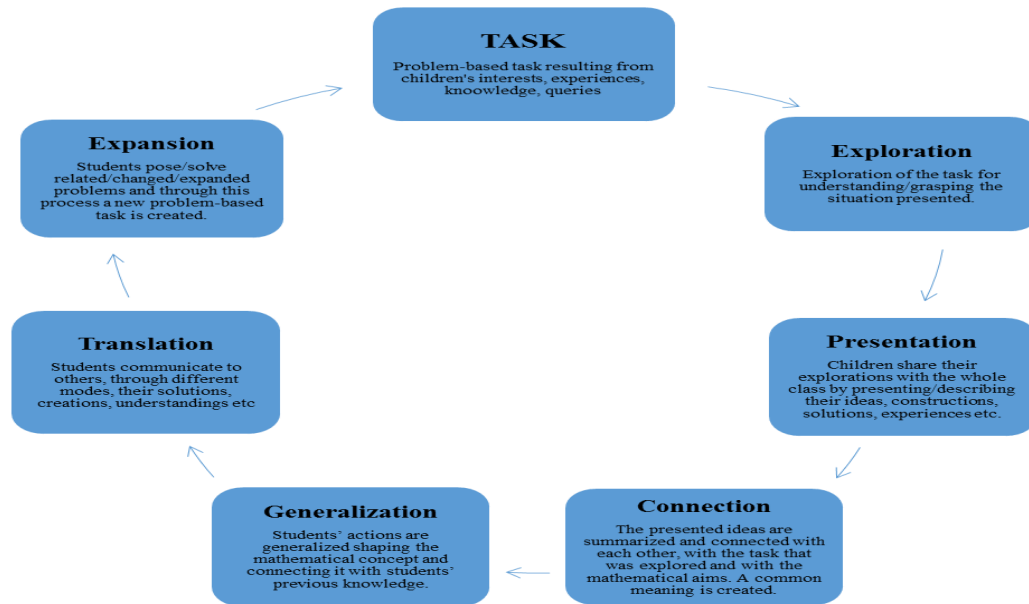 TASK
Problem-based task resulting from
children's interests, experiences,
knoowledge, queries
Exploration
Exploration of the task for
understanding/grasping the
situation presented.
Presentation
Children share their
explorations with the whole
class by presenting/describing
their ideas, constructions,
solutions, experiences etc.
Connection
The presented ideas are
summarized and connected with
each other, with the task that
was explored and with the
mathematical aims. A common
meaning is created.
Generalization
Students’ actions are
generalized shaping the
mathematical concept and
connecting it with students’
previous knowledge.
Translation
Students communicate to
others, through different
modes, their solutions,
creations, understandings etc
Expansion
Students pose/solve
related/changed/expanded
problems and through this
process a new problem-based
task is created.